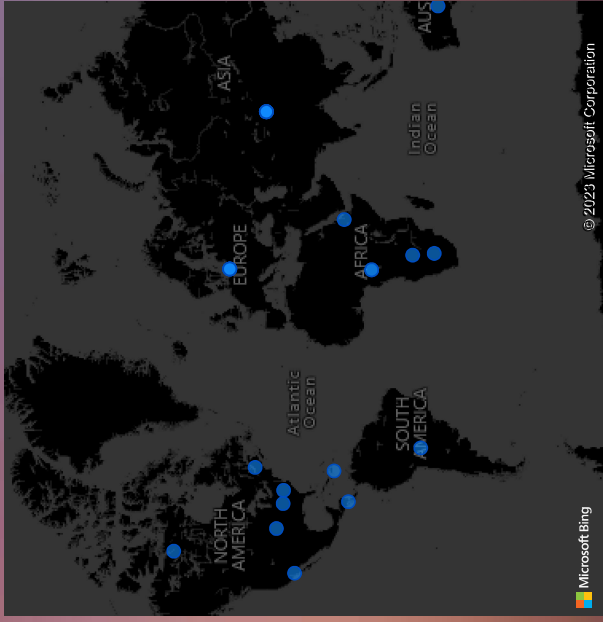 NORTH
AMERICA
SOUTH
AMERICA
Atlantic
Ocean
EUROPE
AFRICA
ASIA
Indian
Ocean
AUS
Microsoft Bing
© 2023 Microsoft Corporation